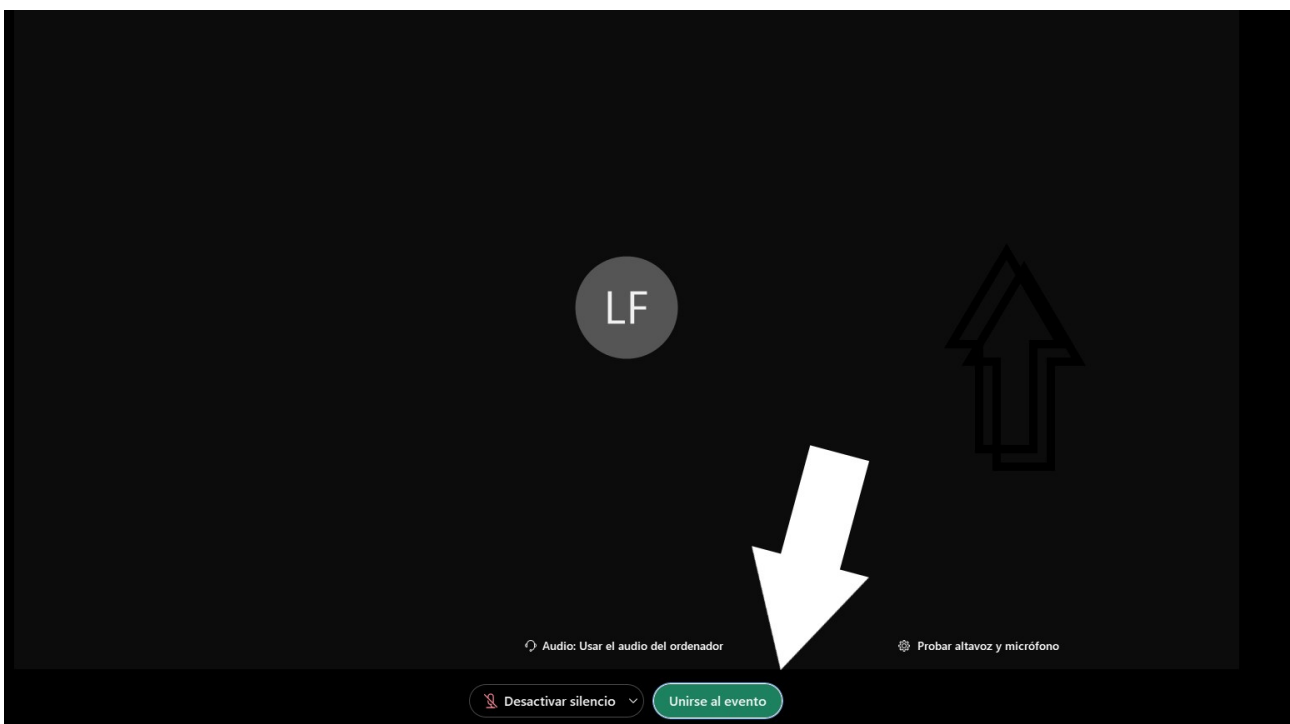 LF
Audio: Usar el audio del ordenador
Probar altavoz y micrófono
Desactivar silencio
Unirse al evento